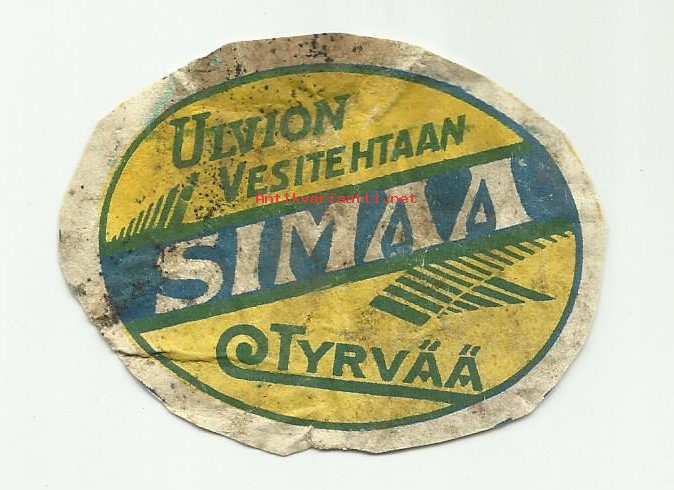 ULVION
VESITEHTAAN
Antikvariaatti.net
SIMAA
TYRVÄÄ